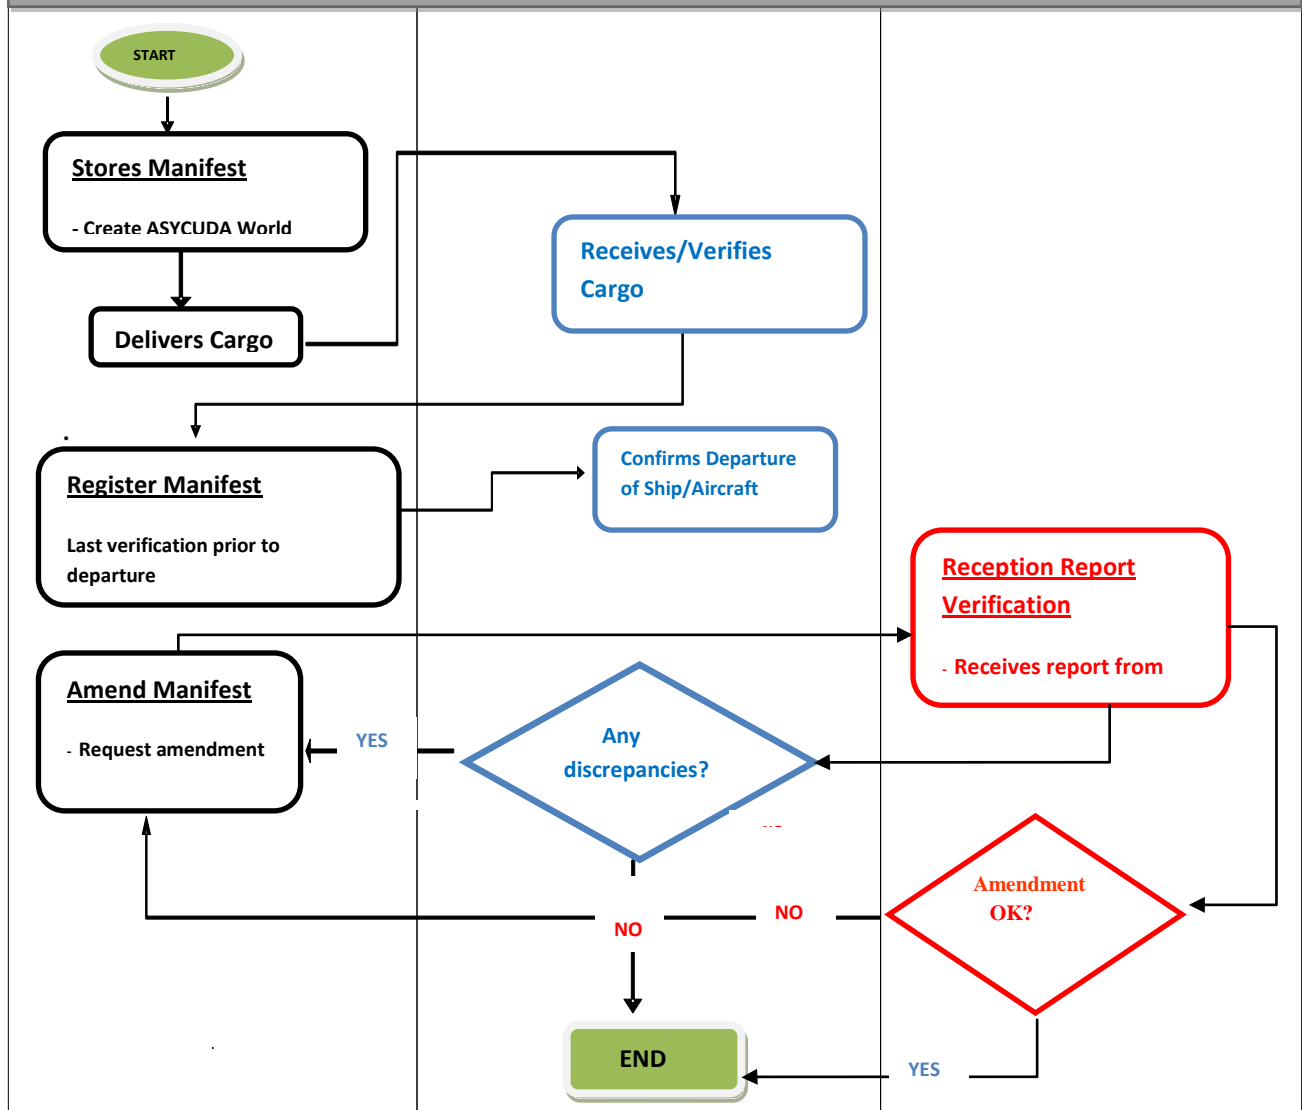 START
Stores Manifest
- Create ASYCUDA World
Delivers Cargo
Receives/Verifies
Cargo
Register Manifest
Last verification prior to
departure
Confirms Departure
of Ship/Aircraft
Reception Report
Verification
- Receives report from
Amend Manifest
- Request amendment
YES
Any
discrepancies?
Amendment
OK?
NO
NO
END
YES